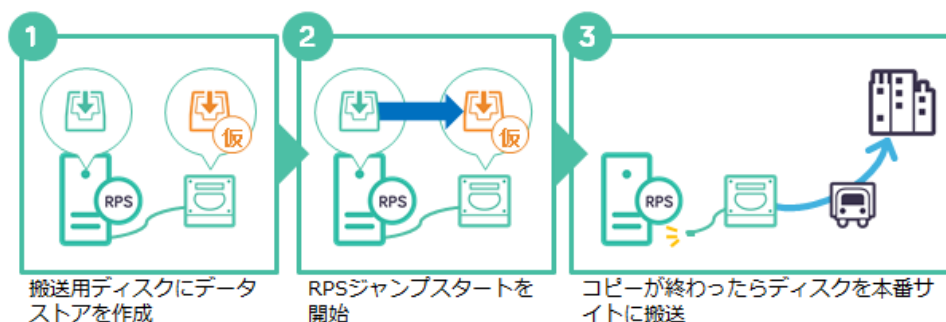 1
2
3
仮
仮
RPS
RPS
RPS
搬送用ディスクにデータ
ストアを作成
RPSジャンプスタートを
開始
コピーが終わったらディスクを本番サ
イトに搬送